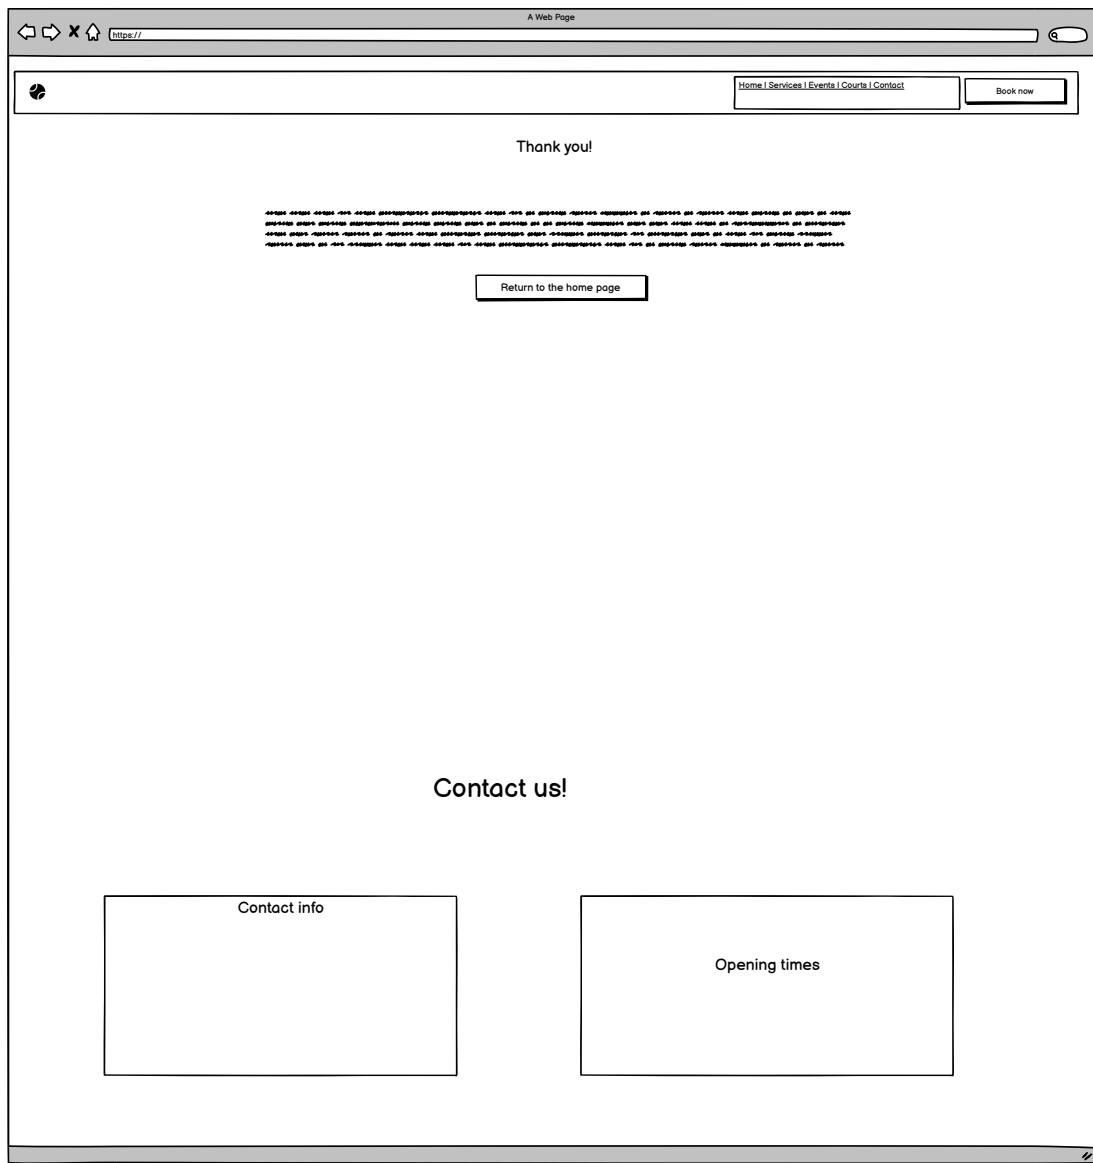 A Web Page
https://
Home | Services | Events | Courts | Contact
Book now
Thank you!
Return to the home page
Contact us!
Contact info
Opening times